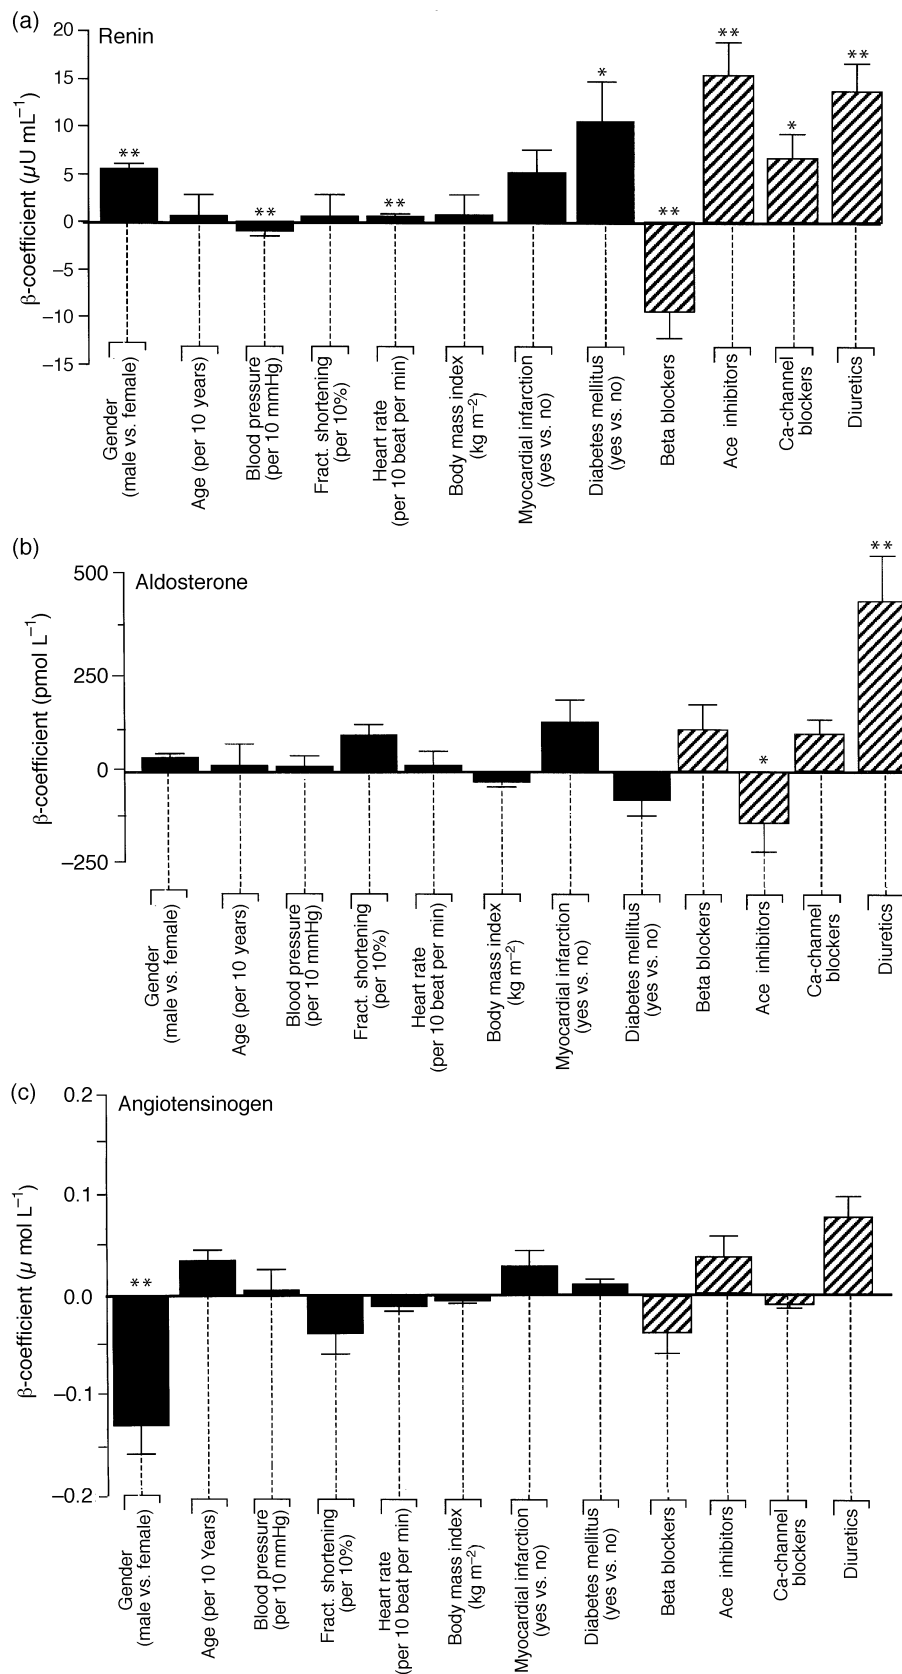 (a)
Renin
β-coefficient (µU mL⁻¹)
20
15
10
5
0
−5
−10
−15
**
**
**
*
**
**
*
**
Gender
(male vs. female)
Age (per 10 years)
Blood pressure
(per 10 mmHg)
Fract. shortening
(per 10%)
Heart rate
(per 10 beat per min)
Body mass index
(kg m⁻²)
Myocardial infarction
(yes vs. no)
Diabetes mellitus
(yes vs. no)
Beta blockers
Ace inhibitors
Ca-channel
blockers
Diuretics
(b)
Aldosterone
β-coefficient (pmol L⁻¹)
500
250
0
−250
*
**
Gender
(male vs. female)
Age (per 10 years)
Blood pressure
(per 10 mmHg)
Fract. shortening
(per 10%)
Heart rate
(per 10 beat per min)
Body mass index
(kg m⁻²)
Myocardial infarction
(yes vs. no)
Diabetes mellitus
(yes vs. no)
Beta blockers
Ace inhibitors
Ca-channel
blockers
Diuretics
(c)
Angiotensinogen
β-coefficient (µ mol L⁻¹)
0.2
0.1
0.0
−0.1
−0.2
**
Gender
(male vs. female)
Age (per 10 Years)
Blood pressure
(per 10 mmHg)
Fract. shortening
(per 10%)
Heart rate
(per 10 beat per min)
Body mass index
(kg m⁻²)
Myocardial infarction
(yes vs. no)
Diabetes mellitus
(yes vs. no)
Beta blockers
Ace inhibitors
Ca-channel
blockers
Diuretics